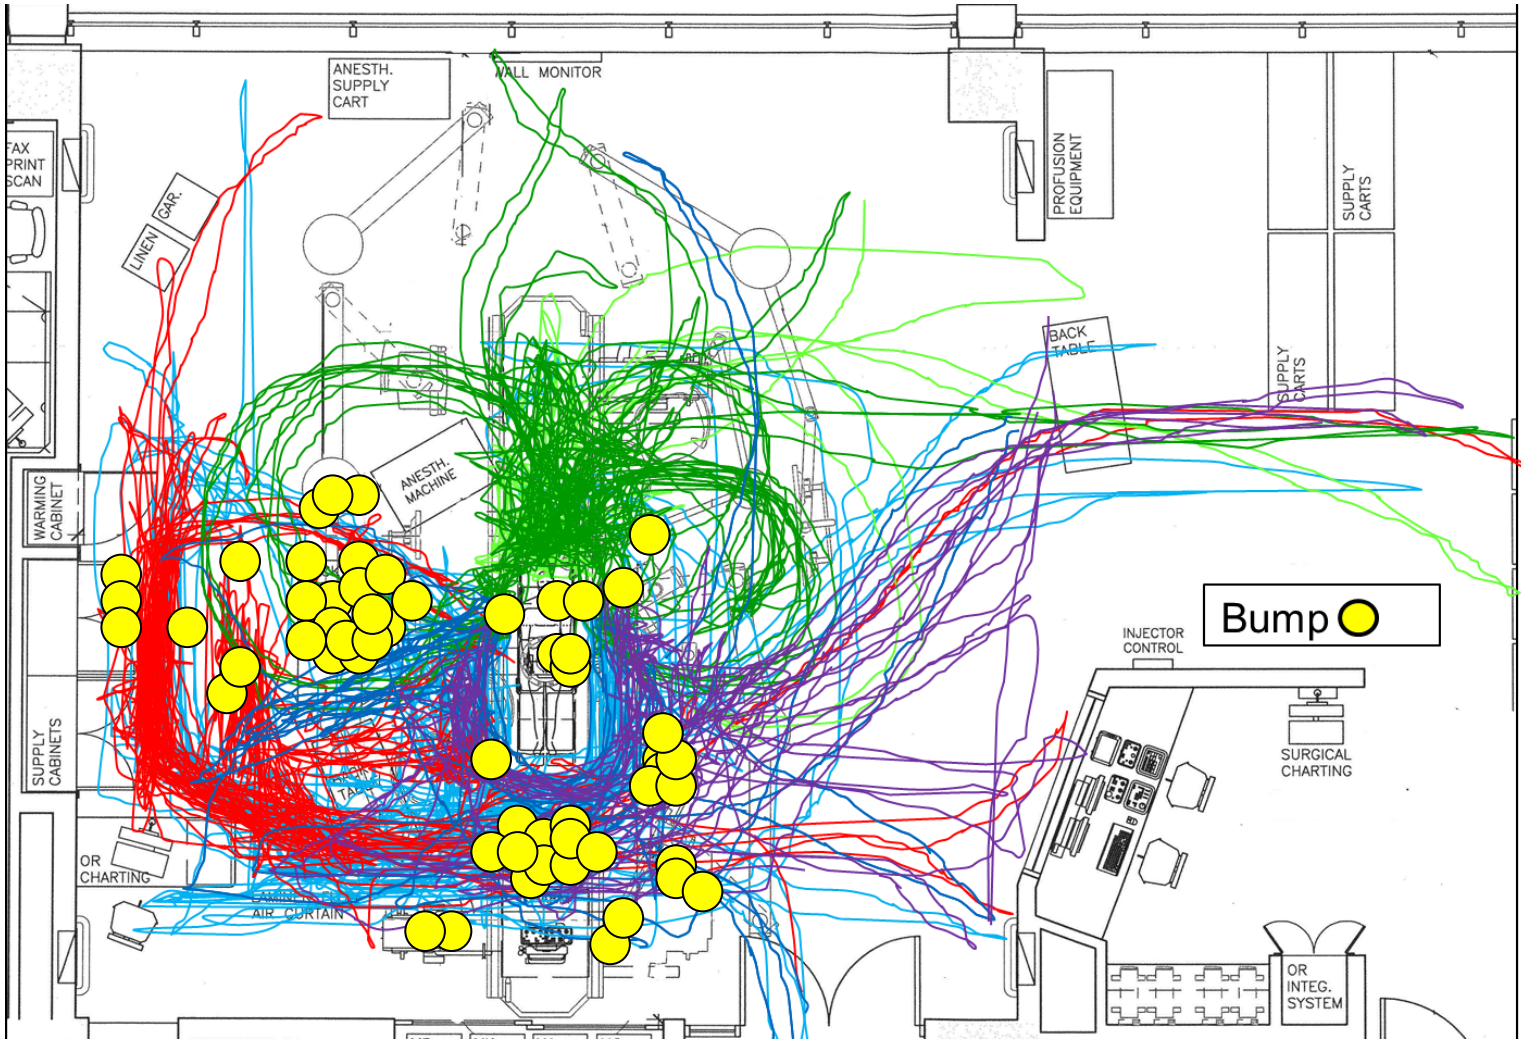 ANESTH.
SUPPLY
CART
WALL MONITOR
FAX
PRINT
SCAN
GAR.
LINEN
PROFUSION
EQUIPMENT
SUPPLY
CARTS
SUPPLY
CARTS
BACK
TABLE
ANESTH.
MACHINE
WARMING
CABINET
SUPPLY
CABINETS
Bump
INJECTOR
CONTROL
SURGICAL
CHARTING
OR
CHARTING
AIR CURTAIN
OR
INTEG.
SYSTEM